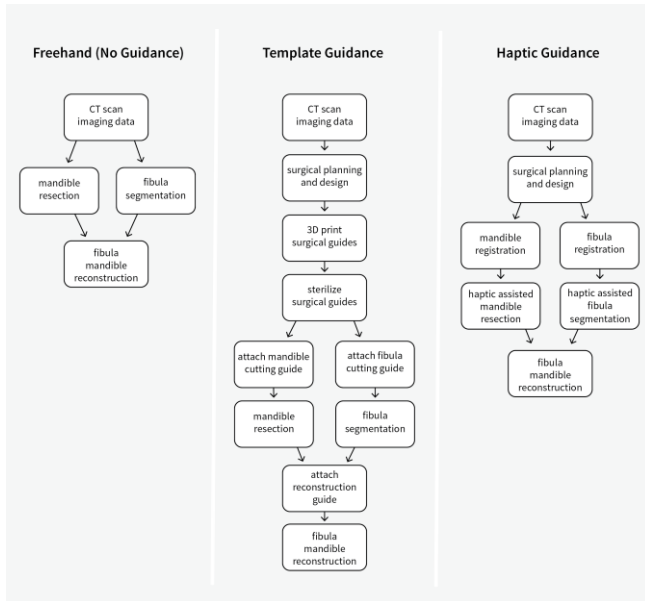 Freehand (No Guidance)
CT scan
imaging data
mandible
resection
fibula
segmentation
fibula
mandible
reconstruction
Template Guidance
CT scan
imaging data
surgical planning
and design
3D print
surgical guides
sterilize
surgical guides
attach mandible
cutting guide
attach fibula
cutting guide
mandible
resection
fibula
segmentation
attach
reconstruction
guide
fibula
mandible
reconstruction
Haptic Guidance
CT scan
imaging data
surgical planning
and design
mandible
registration
fibula
registration
haptic assisted
mandible
resection
haptic assisted
fibula
segmentation
fibula
mandible
reconstruction